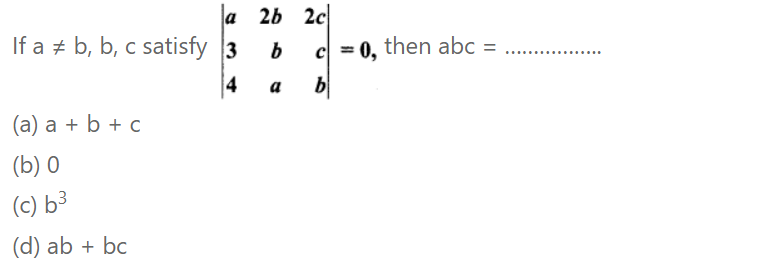 If a ≠ b, b, c satisfy |a 2b 2c|
|3 b c| = 0, then abc = ..................
|4 a b|
(a) a + b + c
(b) 0
(c) b³
(d) ab + bc